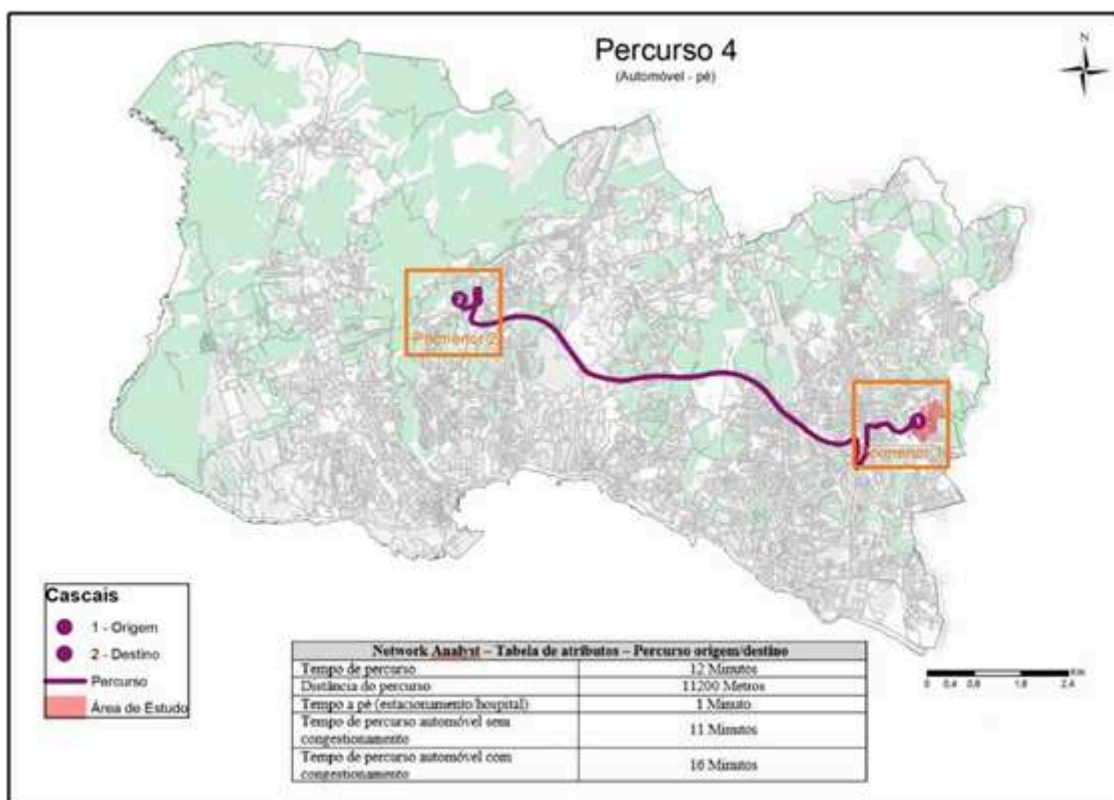 Percurso 4
(Automóvel - pé)
N
2
Pormenor 2
1
Pormenor 1
Cascais
1 - Origem
2 - Destino
Percurso
Área de Estudo
Network Analyst – Tabela de atributos – Percurso origem/destino
Tempo de percurso 12 Minutos
Distância do percurso 11200 Metros
Tempo a pé (estacionamento/hospital) 1 Minuto
Tempo de percurso automóvel sem congestionamento 11 Minutos
Tempo de percurso automóvel com congestionamento 16 Minutos
Km
0 0.4 0.8 1.6 2.4